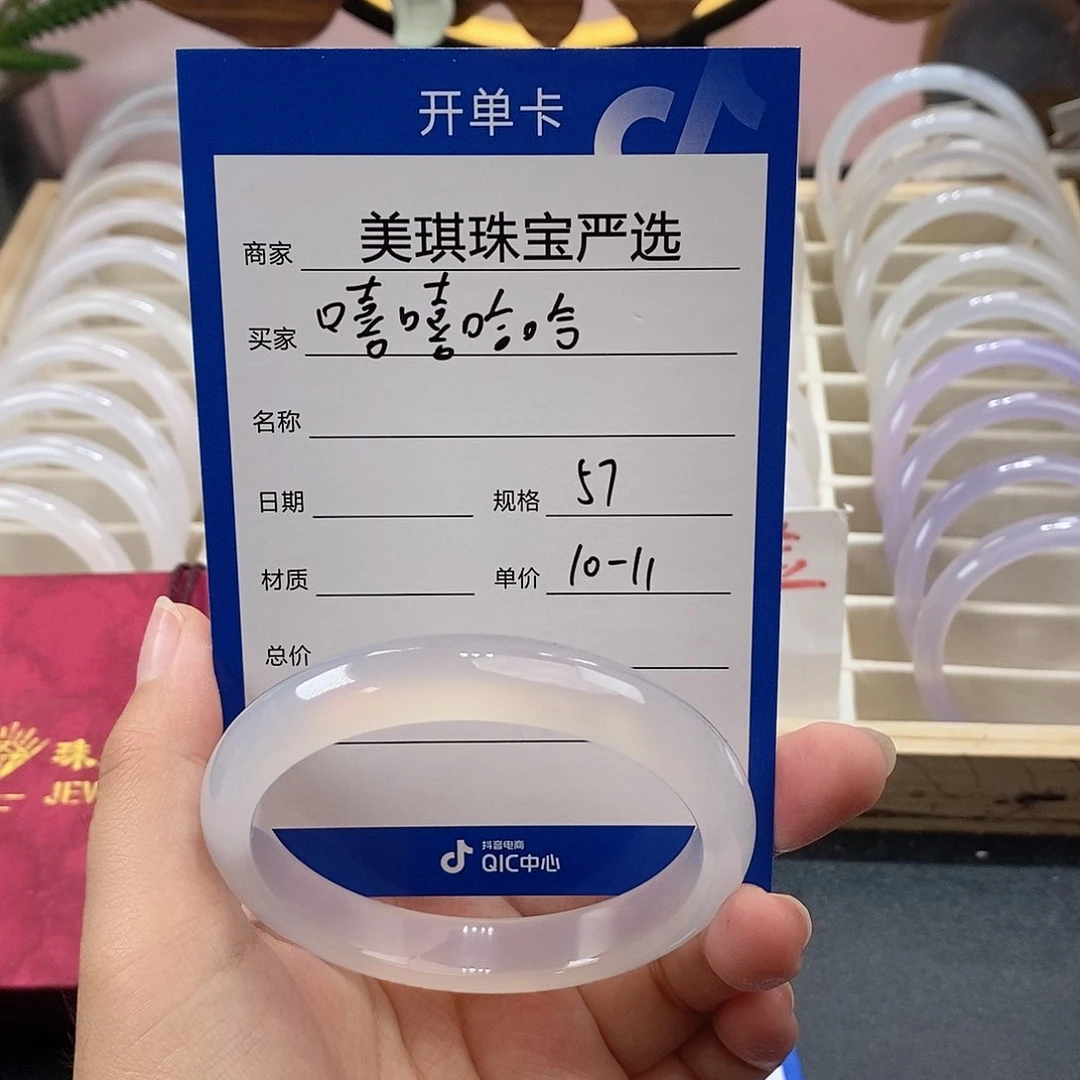 开单卡
商家 美琪珠宝严选
买家 嘻嘻哈哈
名称
日期 规格 57
材质 单价 10-11
总价
抖音电商
QIC中心
珠
JEW